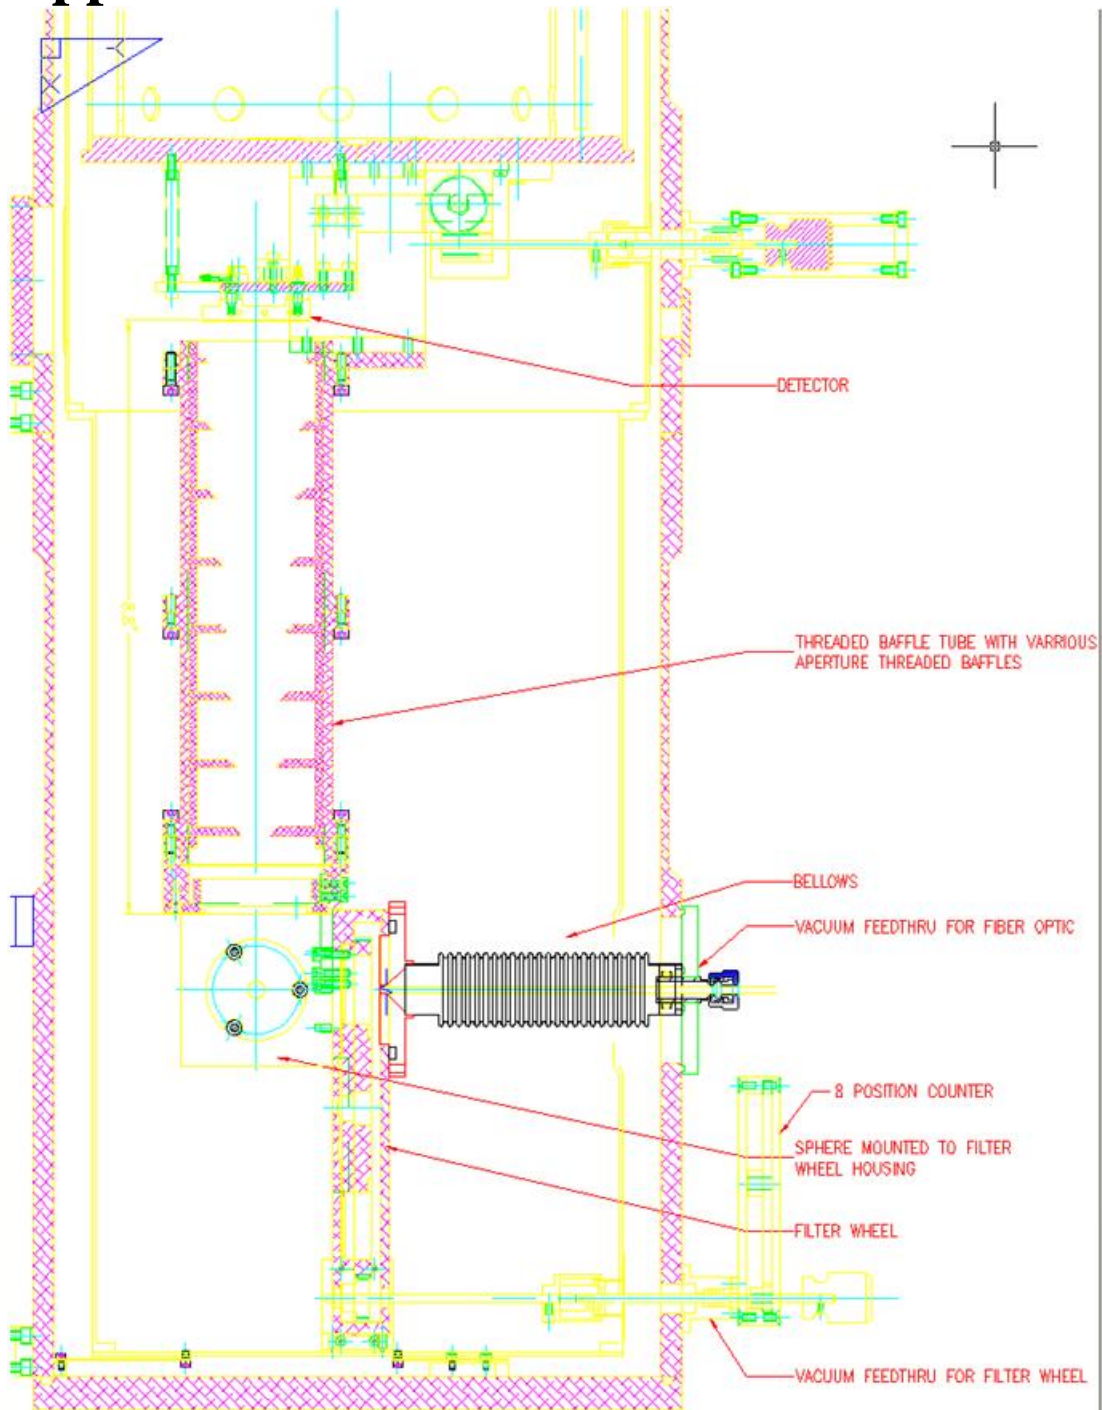 pp
Y
X
DETECTOR
THREADED BAFFLE TUBE WITH VARRIOUS
APERTURE THREADED BAFFLES
BELLOWS
VACUUM FEEDTHRU FOR FIBER OPTIC
8 POSITION COUNTER
SPHERE MOUNTED TO FILTER
WHEEL HOUSING
FILTER WHEEL
VACUUM FEEDTHRU FOR FILTER WHEEL